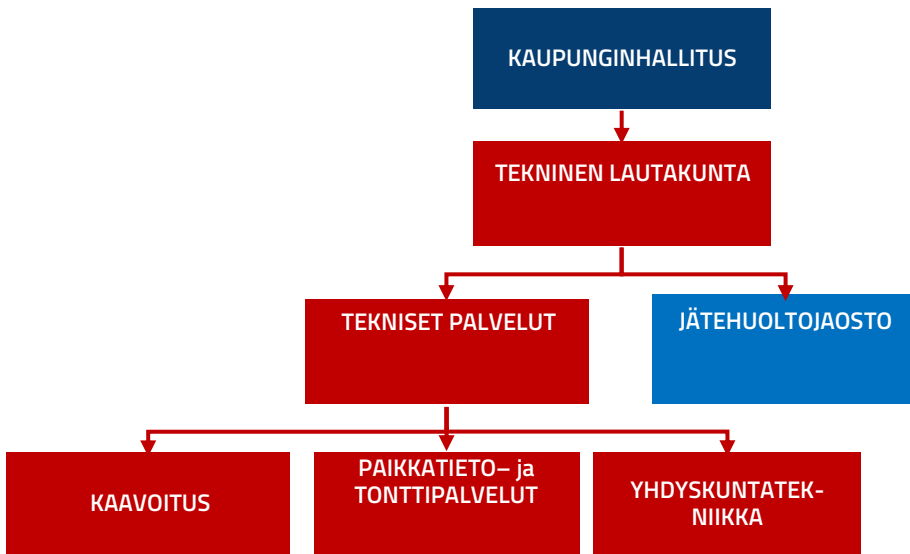 KAUPUNGINHALLITUS
TEKNINEN LAUTAKUNTA
TEKNISET PALVELUT
JÄTEHUOLTOJAOSTO
KAAVOITUS
PAIKKATIETO– ja
TONTTIPALVELUT
YHDYSKUNTATEK-
NIIKKA